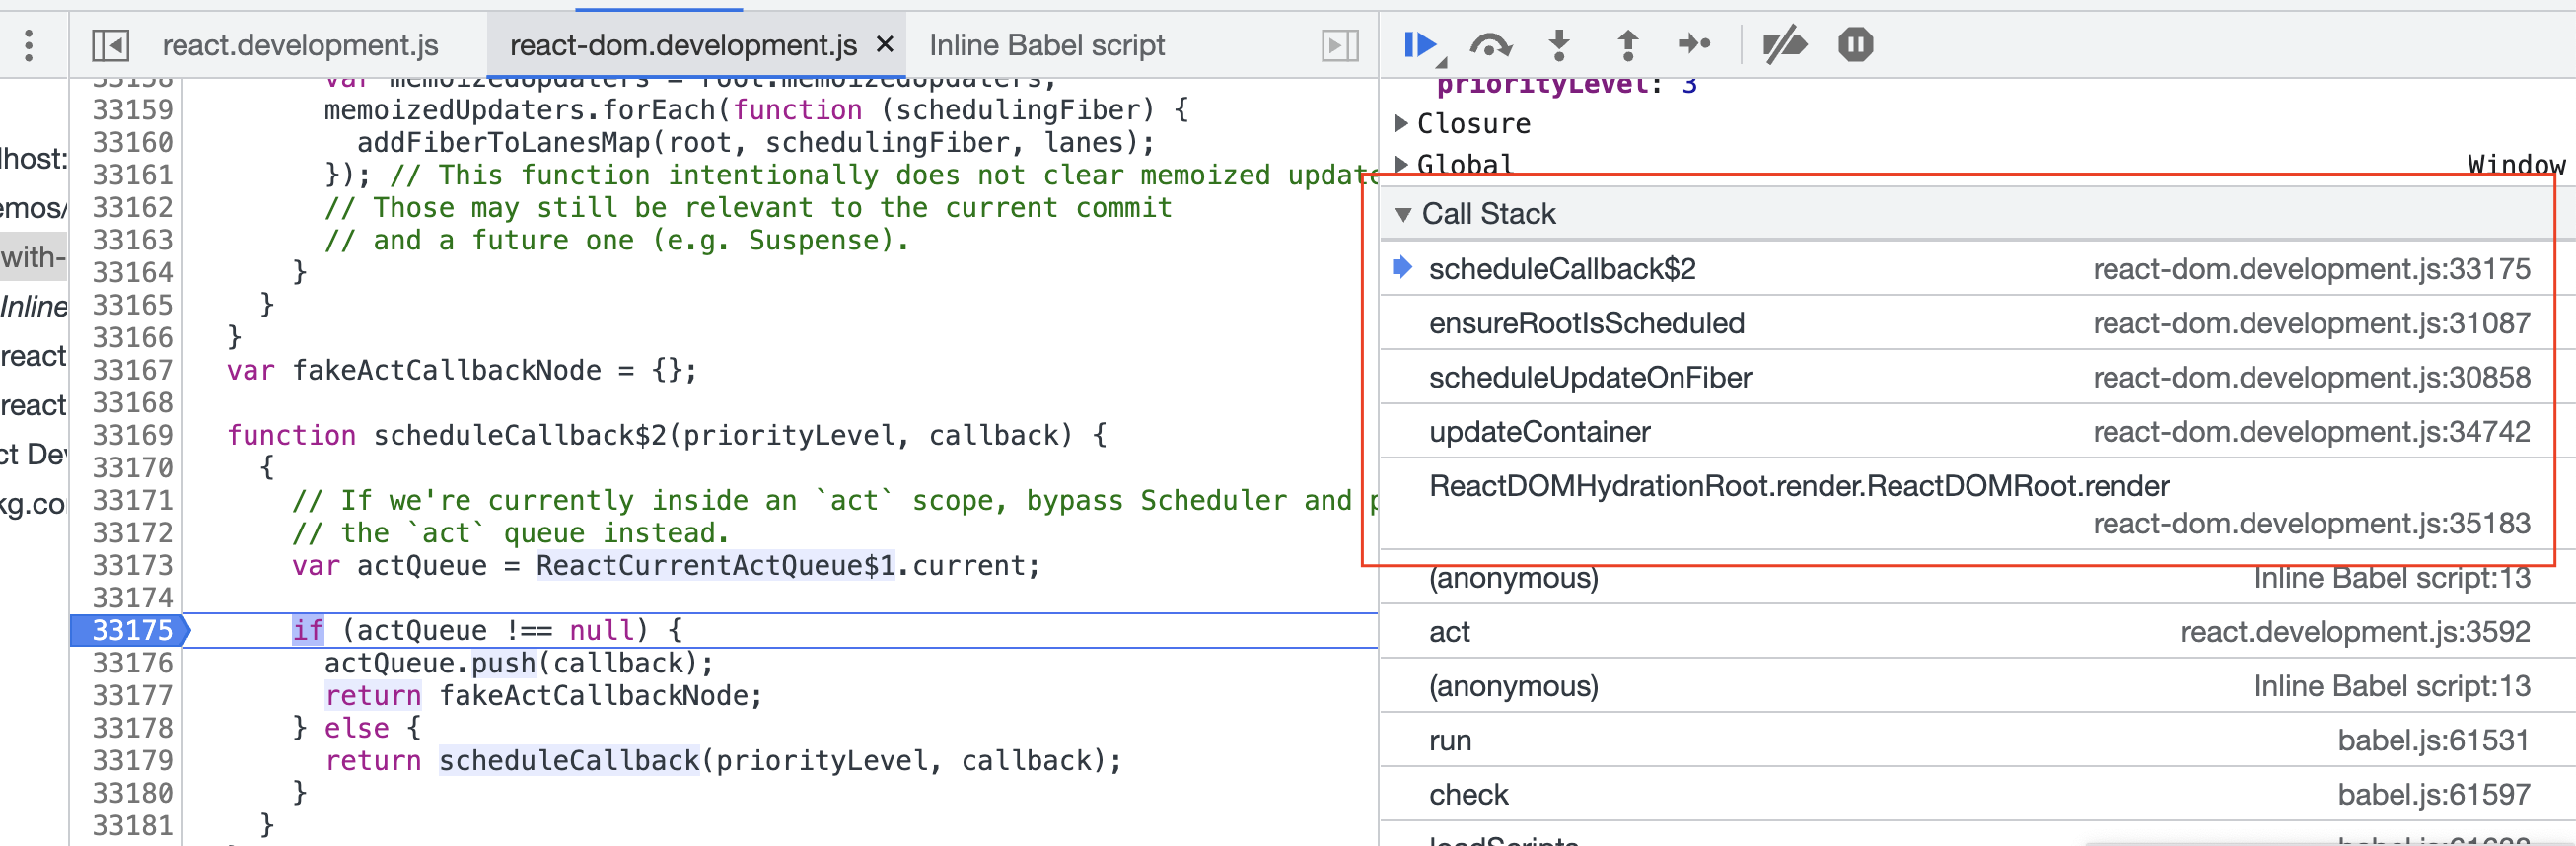 react.development.js
react-dom.development.js ×
Inline Babel script
lhost:
emos/
with-
Inline
react
react
ct Dev
kg.co
33158 var memoizedUpdaters = root.memoizedUpdaters;
33159 memoizedUpdaters.forEach(function (schedulingFiber) {
33160 addFiberToLanesMap(root, schedulingFiber, lanes);
33161 }); // This function intentionally does not clear memoized update
33162 // Those may still be relevant to the current commit
33163 // and a future one (e.g. Suspense).
33164 }
33165 }
33166 }
33167 var fakeActCallbackNode = {};
33168
33169 function scheduleCallback$2(priorityLevel, callback) {
33170 {
33171 // If we're currently inside an `act` scope, bypass Scheduler and p
33172 // the `act` queue instead.
33173 var actQueue = ReactCurrentActQueue$1.current;
33174
33175 if (actQueue !== null) {
33176 actQueue.push(callback);
33177 return fakeActCallbackNode;
33178 } else {
33179 return scheduleCallback(priorityLevel, callback);
33180 }
33181 }
priorityLevel: 3
Closure
Global Window
Call Stack
scheduleCallback$2 react-dom.development.js:33175
ensureRootIsScheduled react-dom.development.js:31087
scheduleUpdateOnFiber react-dom.development.js:30858
updateContainer react-dom.development.js:34742
ReactDOMHydrationRoot.render.ReactDOMRoot.render
react-dom.development.js:35183
(anonymous) Inline Babel script:13
act react.development.js:3592
(anonymous) Inline Babel script:13
run babel.js:61531
check babel.js:61597
loadScripts